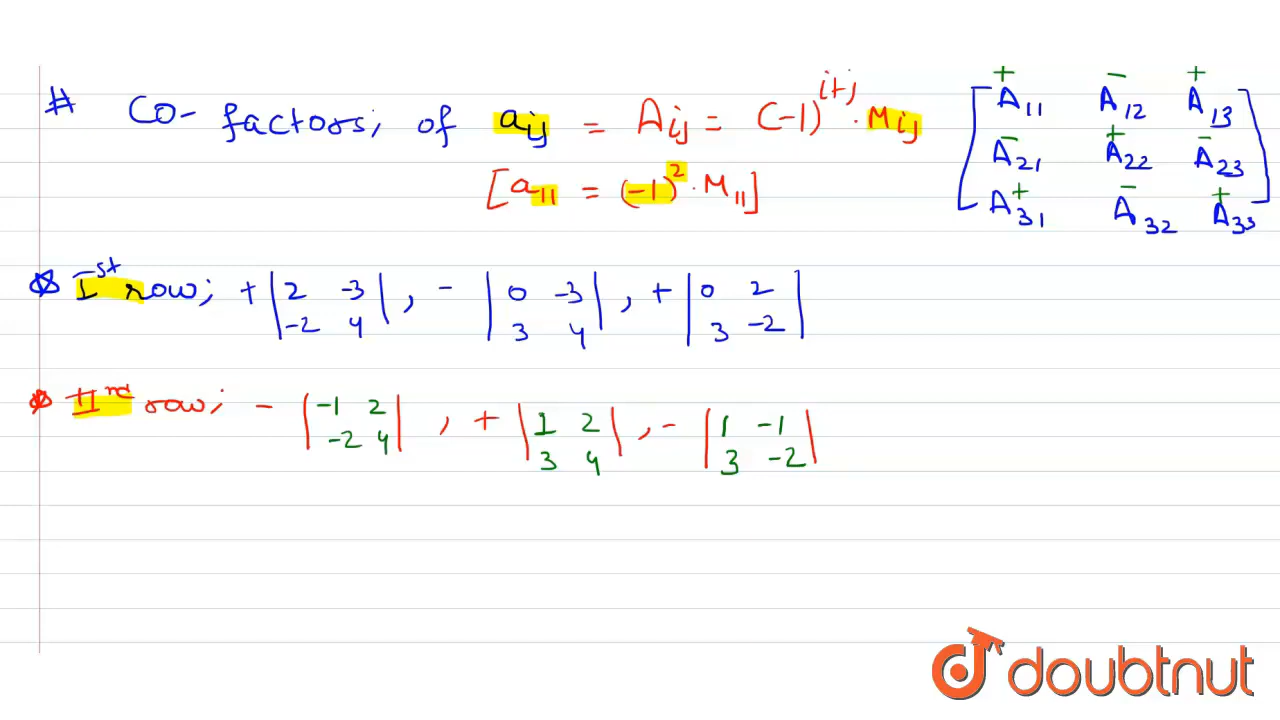 # Co-factors; of aij = Aij = (-1)^i+j . Mij
[a11 = (-1)^2 . M11]
+ - +
A11 A12 A13
- + -
A21 A22 A23
+ - +
A31 A32 A33
Ist row; + |2 -3, , - |0 -3, , + |0 2|
-2 4| 3 4| 3 -2|
IInd row; - |-1 2| , + |1 2| , - |1 -1|
-2 4 3 4 3 -2
doubtnut